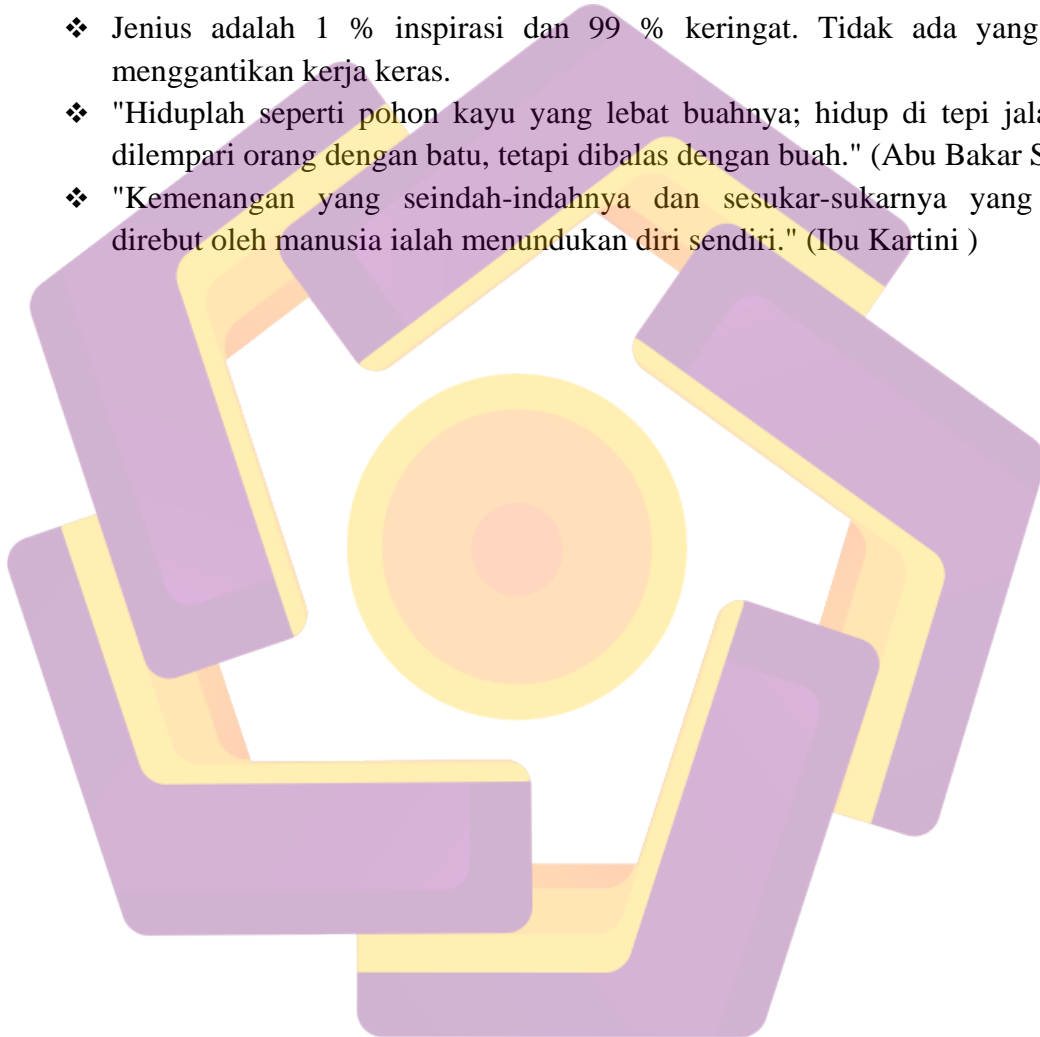 ❖ Jenius adalah 1 % inspirasi dan 99 % keringat. Tidak ada yang
menggantikan kerja keras.
❖ "Hiduplah seperti pohon kayu yang lebat buahnya; hidup di tepi
dilempari orang dengan batu, tetapi dibalas dengan buah." (Abu Bakar
❖ "Kemenangan yang seindah-indahnya dan sesukar-sukarnya yang
direbut oleh manusia ialah menundukan diri sendiri." (Ibu Kartini )